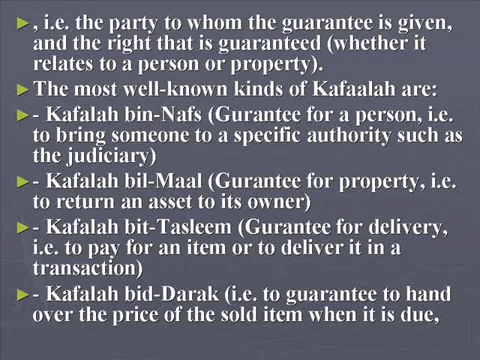 , i.e. the party to whom the guarantee is given,
and the right that is guaranteed (whether it
relates to a person or property).
The most well-known kinds of Kafaalah are:
- Kafalah bin-Nafs (Gurantee for a person, i.e.
to bring someone to a specific authority such as
the judiciary)
- Kafalah bil-Maal (Gurantee for property, i.e.
to return an asset to its owner)
- Kafalah bit-Tasleem (Gurantee for delivery,
i.e. to pay for an item or to deliver it in a
transaction)
- Kafalah bid-Darak (i.e. to guarantee to hand
over the price of the sold item when it is due,